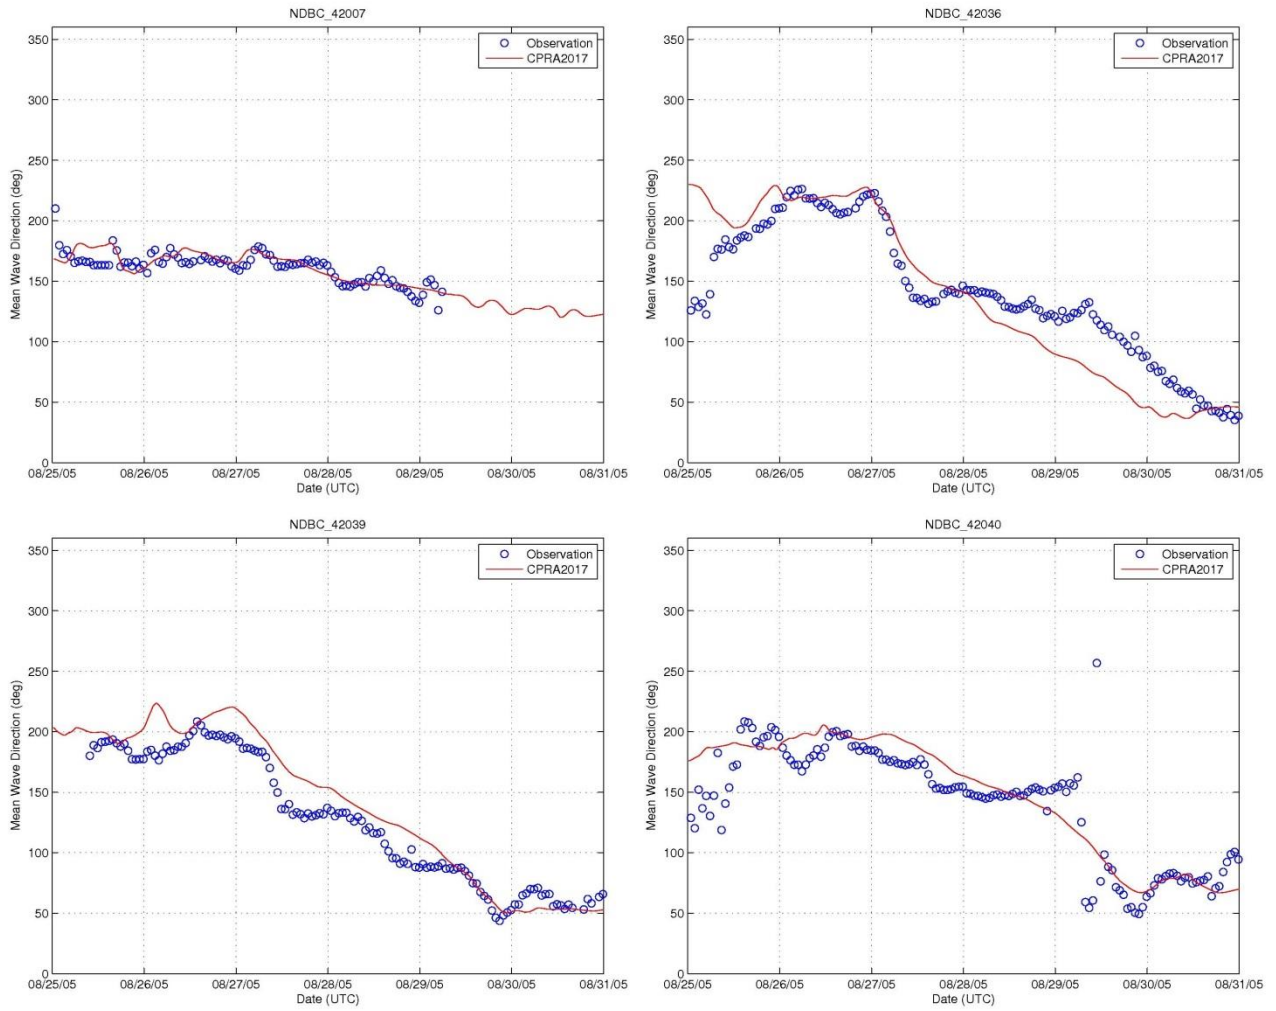 NDBC_42007
350
300
250
200
150
100
50
0
Mean Wave Direction (deg)
Observation
CPRA2017
08/25/05 08/26/05 08/27/05 08/28/05 08/29/05 08/30/05 08/31/05
Date (UTC)
NDBC_42036
350
300
250
200
150
100
50
0
Mean Wave Direction (deg)
Observation
CPRA2017
08/25/05 08/26/05 08/27/05 08/28/05 08/29/05 08/30/05 08/31/05
Date (UTC)
NDBC_42039
350
300
250
200
150
100
50
0
Mean Wave Direction (deg)
Observation
CPRA2017
08/25/05 08/26/05 08/27/05 08/28/05 08/29/05 08/30/05 08/31/05
Date (UTC)
NDBC_42040
350
300
250
200
150
100
50
0
Mean Wave Direction (deg)
Observation
CPRA2017
08/25/05 08/26/05 08/27/05 08/28/05 08/29/05 08/30/05 08/31/05
Date (UTC)